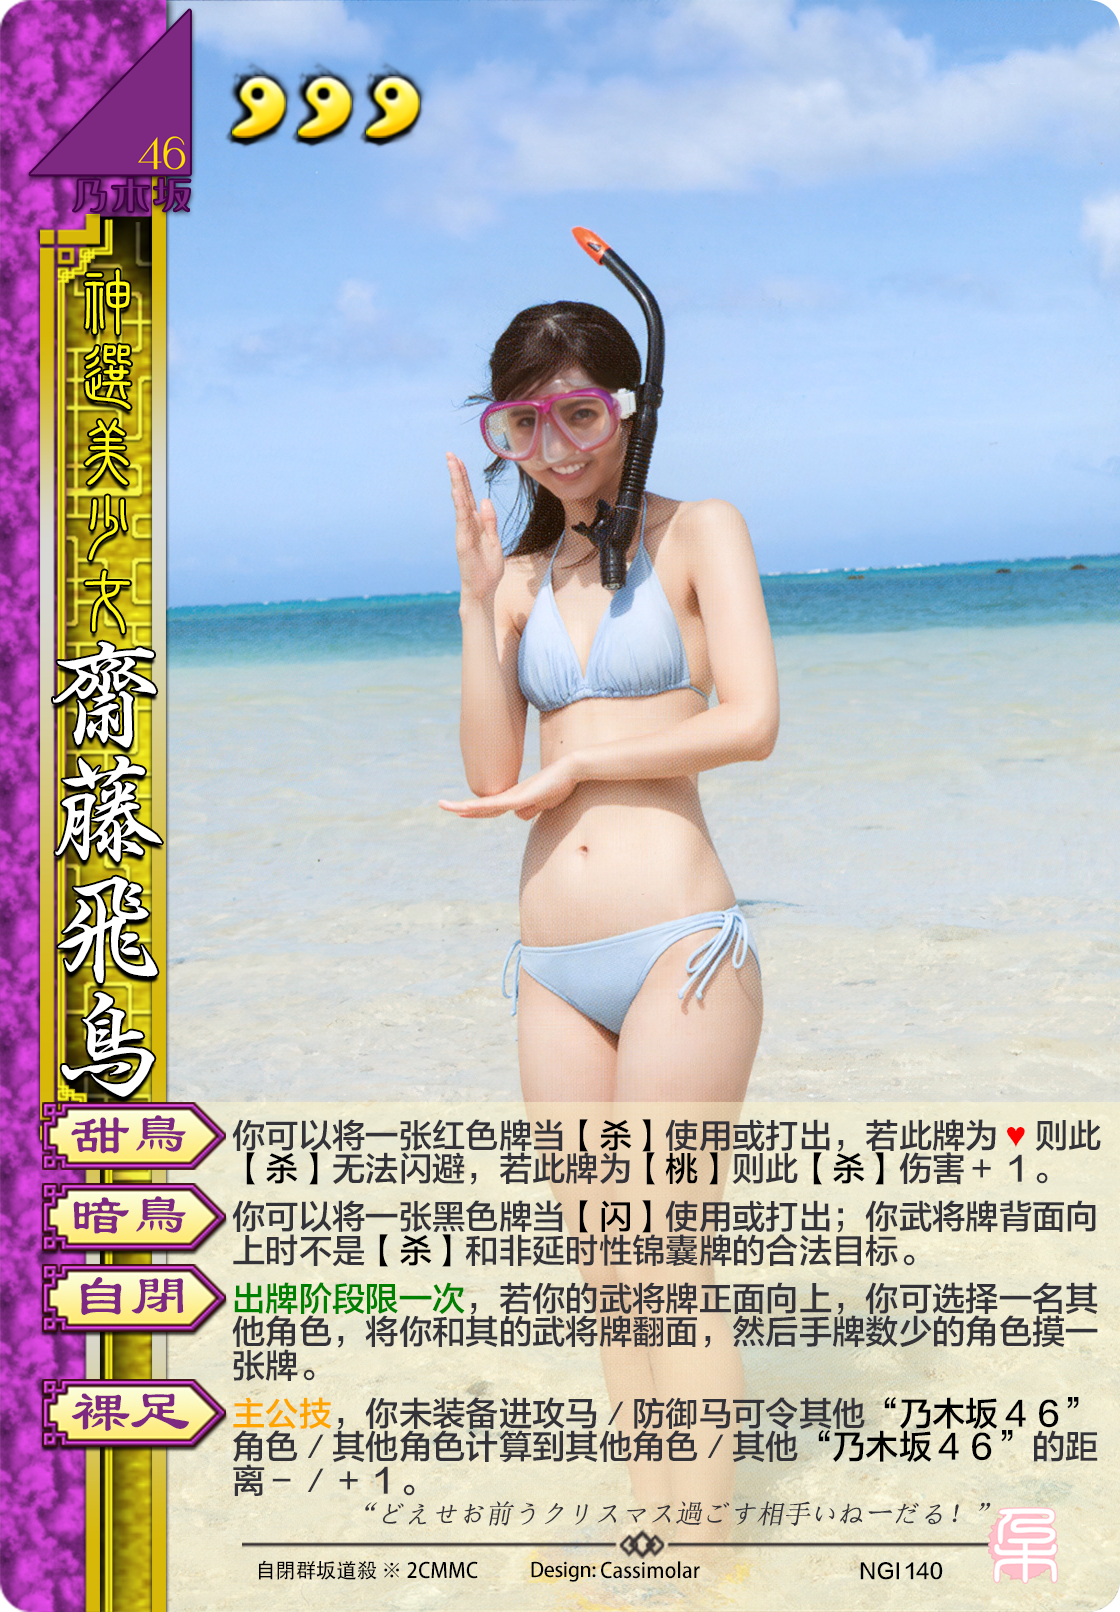 46
乃木坂
神選美少女
齋藤飛鳥
甜鳥
你可以将一张红色牌当【杀】使用或打出，若此牌为♥则此
【杀】无法闪避，若此牌为【桃】则此【杀】伤害＋１。
暗鳥
你可以将一张黑色牌当【闪】使用或打出；你武将牌背面向
上时不是【杀】和非延时性锦囊牌的合法目标。
自閉
出牌阶段限一次，若你的武将牌正面向上，你可选择一名其
他角色，将你和其的武将牌翻面，然后手牌数少的角色摸一
张牌。
裸足
主公技，你未装备进攻马／防御马可令其他“乃木坂４６”
角色／其他角色计算到其他角色／其他“乃木坂４６”的距
离－／＋１。
“どえせお前うクリスマス過ごす相手いねーだる！”
自閉群坂道殺 ※ 2CMMC
Design: Cassimolar
NGI 140